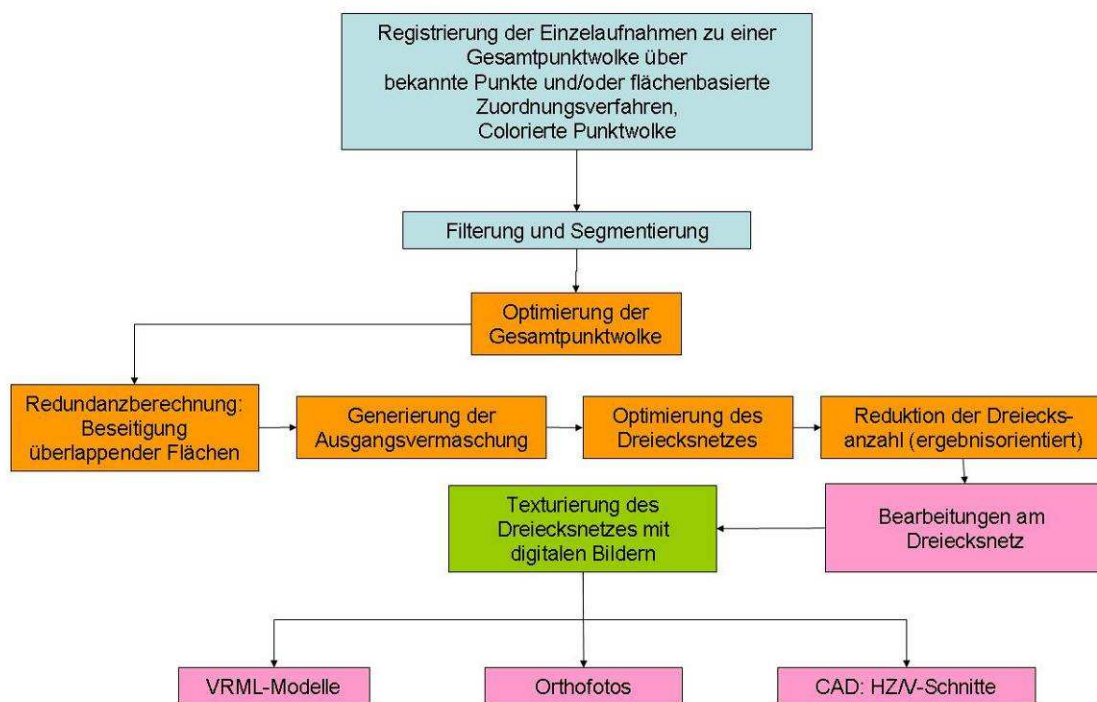 Registrierung der Einzelaufnahmen zu einer
Gesamtpunktwolke über
bekannte Punkte und/oder flächenbasierte
Zuordnungsverfahren,
Colorierte Punktwolke
Filterung und Segmentierung
Optimierung der
Gesamtpunktwolke
Redundanzberechnung:
Beseitigung
überlappender Flächen
Generierung der
Ausgangsvermaschung
Optimierung des
Dreiecksnetzes
Reduktion der Dreiecks-
anzahl (ergebnisorientiert)
Bearbeitungen am
Dreiecksnetz
Texturierung des
Dreiecksnetzes mit
digitalen Bildern
VRML-Modelle
Orthofotos
CAD: HZ/V-Schnitte